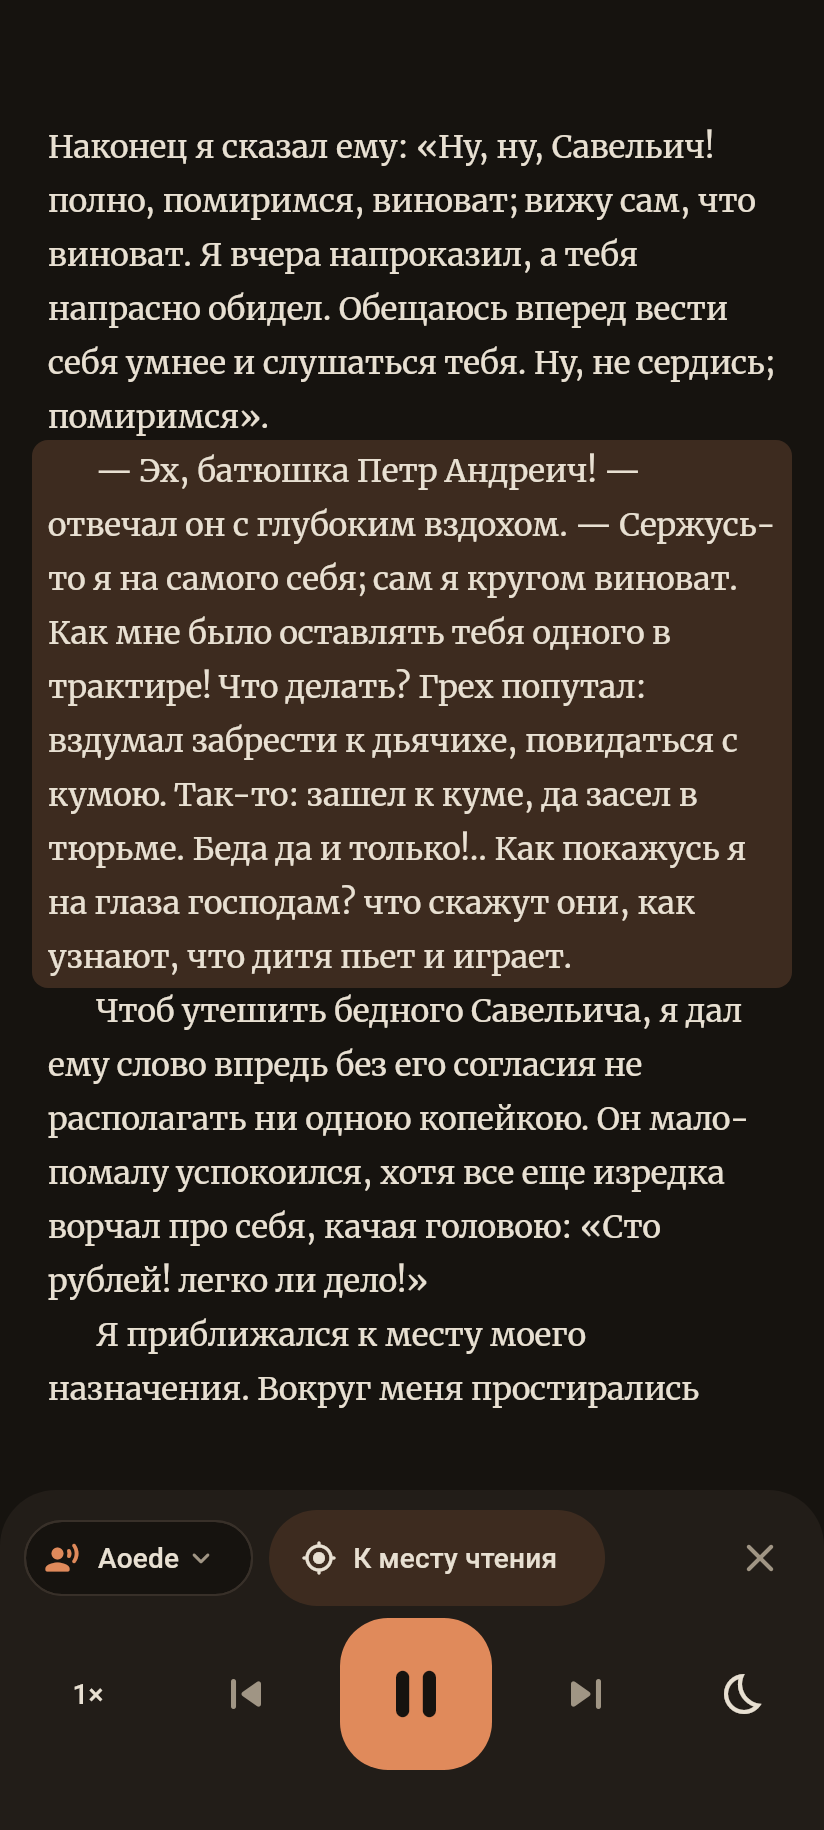 Наконец я сказал ему: «Ну, ну, Савельич!
полно, помиримся, виноват; вижу сам, что
виноват. Я вчера напроказил, а тебя
напрасно обидел. Обещаюсь вперед вести
себя умнее и слушаться тебя. Ну, не сердись;
помиримся».
— Эх, батюшка Петр Андреич! —
отвечал он с глубоким вздохом. — Сержусь-
то я на самого себя; сам я кругом виноват.
Как мне было оставлять тебя одного в
трактире! Что делать? Грех попутал:
вздумал забрести к дьячихе, повидаться с
кумою. Так-то: зашел к куме, да засел в
тюрьме. Беда да и только!.. Как покажусь я
на глаза господам? что скажут они, как
узнают, что дитя пьет и играет.
Чтоб утешить бедного Савельича, я дал
ему слово впредь без его согласия не
располагать ни одною копейкою. Он мало-
помалу успокоился, хотя все еще изредка
ворчал про себя, качая головою: «Сто
рублей! легко ли дело!»
Я приближался к месту моего
назначения. Вокруг меня простирались
Aoede
К месту чтения
1×